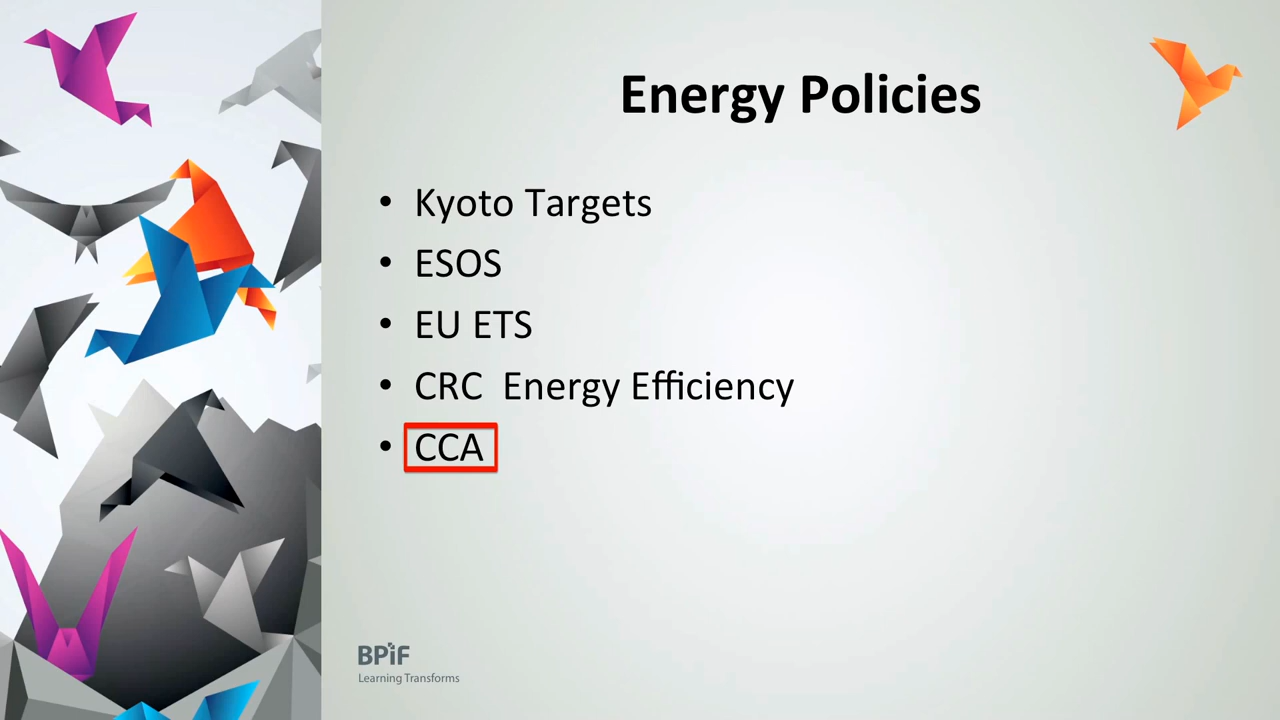 Energy Policies
• Kyoto Targets
• ESOS
• EU ETS
• CRC  Energy Efficiency
• CCA
BPiF
Learning Transforms